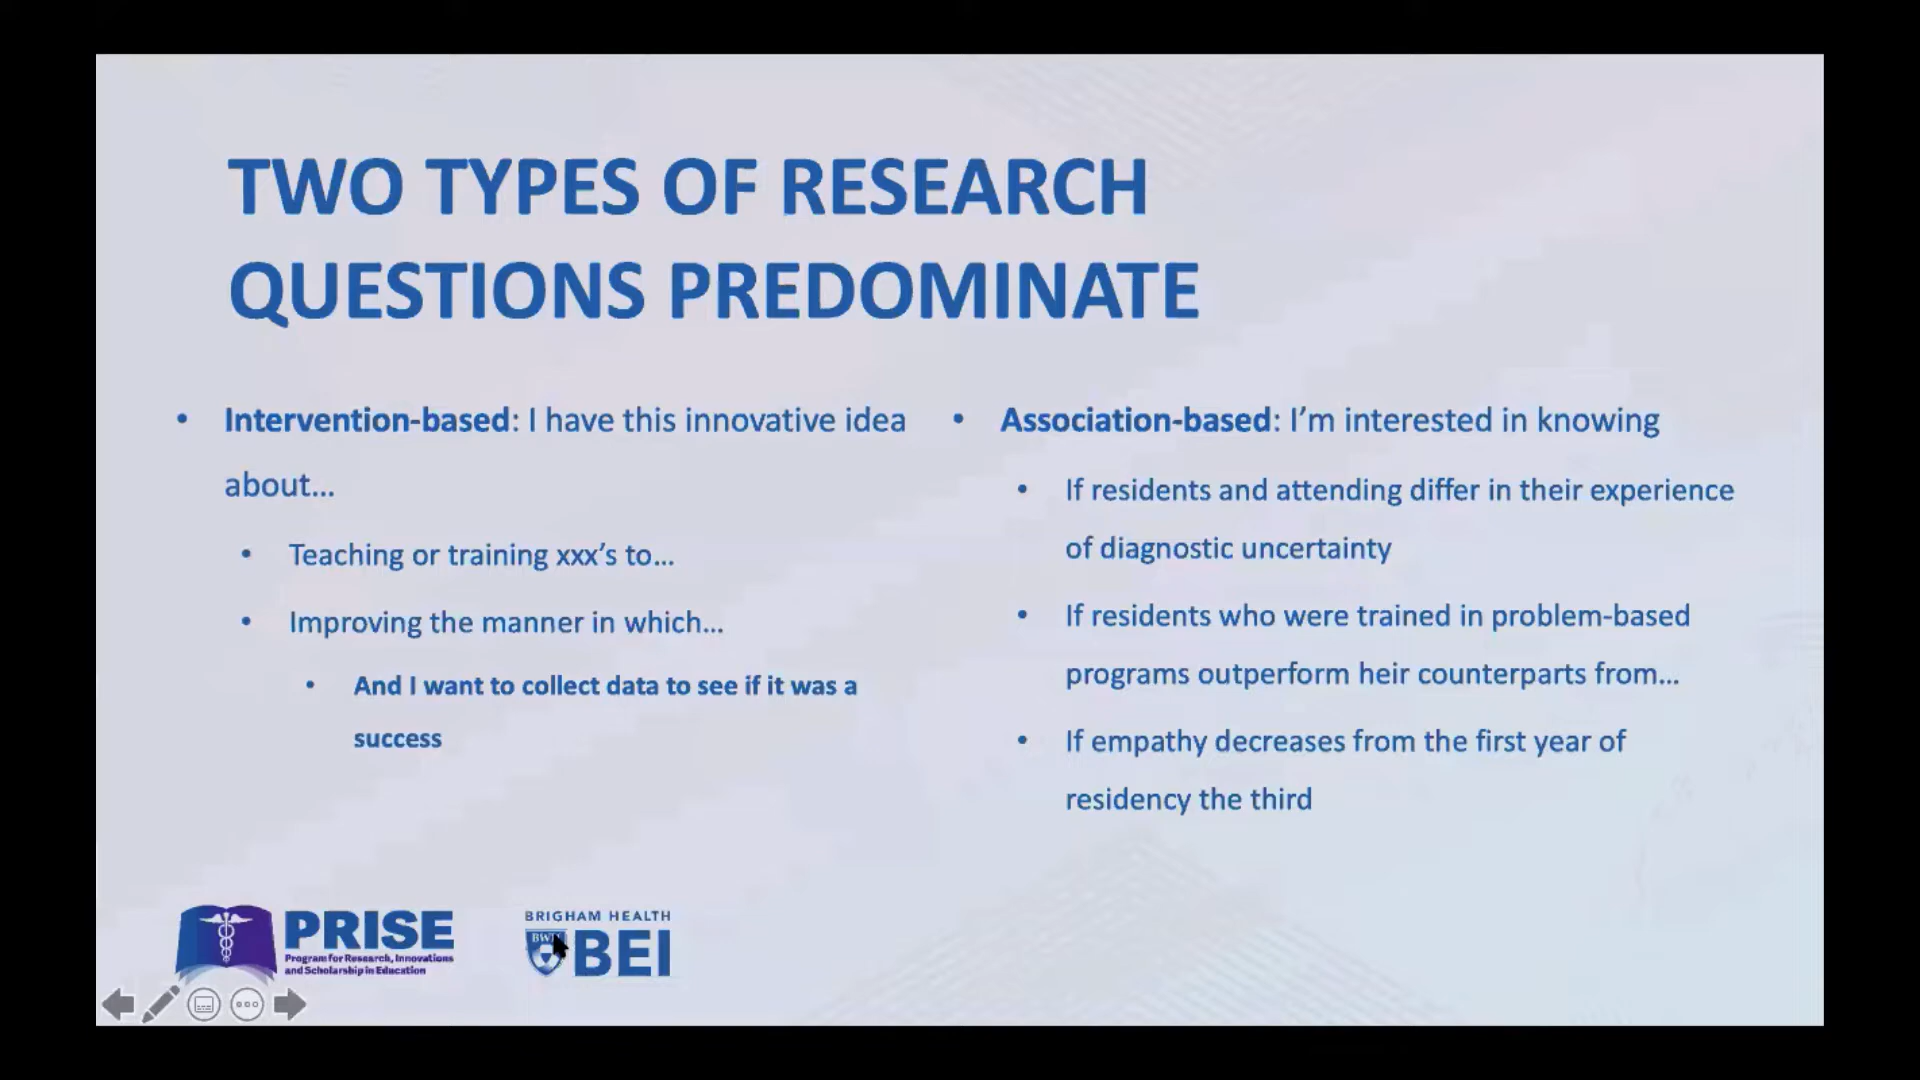 TWO TYPES OF RESEARCH
QUESTIONS PREDOMINATE
• Intervention-based: I have this innovative idea
about...
• Teaching or training xxx's to...
• Improving the manner in which...
• And I want to collect data to see if it was a
success
• Association-based: I'm interested in knowing
• If residents and attending differ in their experience
of diagnostic uncertainty
• If residents who were trained in problem-based
programs outperform heir counterparts from...
• If empathy decreases from the first year of
residency the third
PRISE
Program for Research, Innovations
and Scholarship in Education
BRIGHAM HEALTH
BWH
BEI